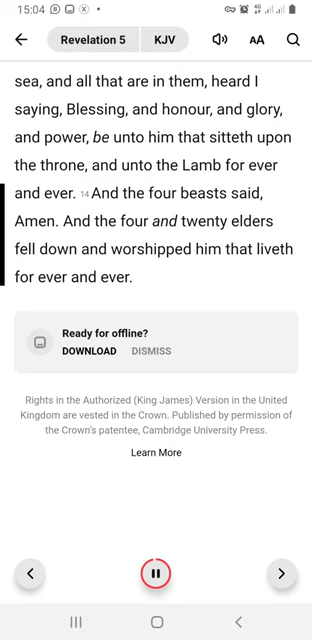 15:04
Revelation 5 KJV AA
sea, and all that are in them, heard I
saying, Blessing, and honour, and glory,
and power, be unto him that sitteth upon
the throne, and unto the Lamb for ever
and ever. 14 And the four beasts said,
Amen. And the four and twenty elders
fell down and worshipped him that liveth
for ever and ever.
Ready for offline?
DOWNLOAD DISMISS
Rights in the Authorized (King James) Version in the United
Kingdom are vested in the Crown. Published by permission of
the Crown's patentee, Cambridge University Press.
Learn More